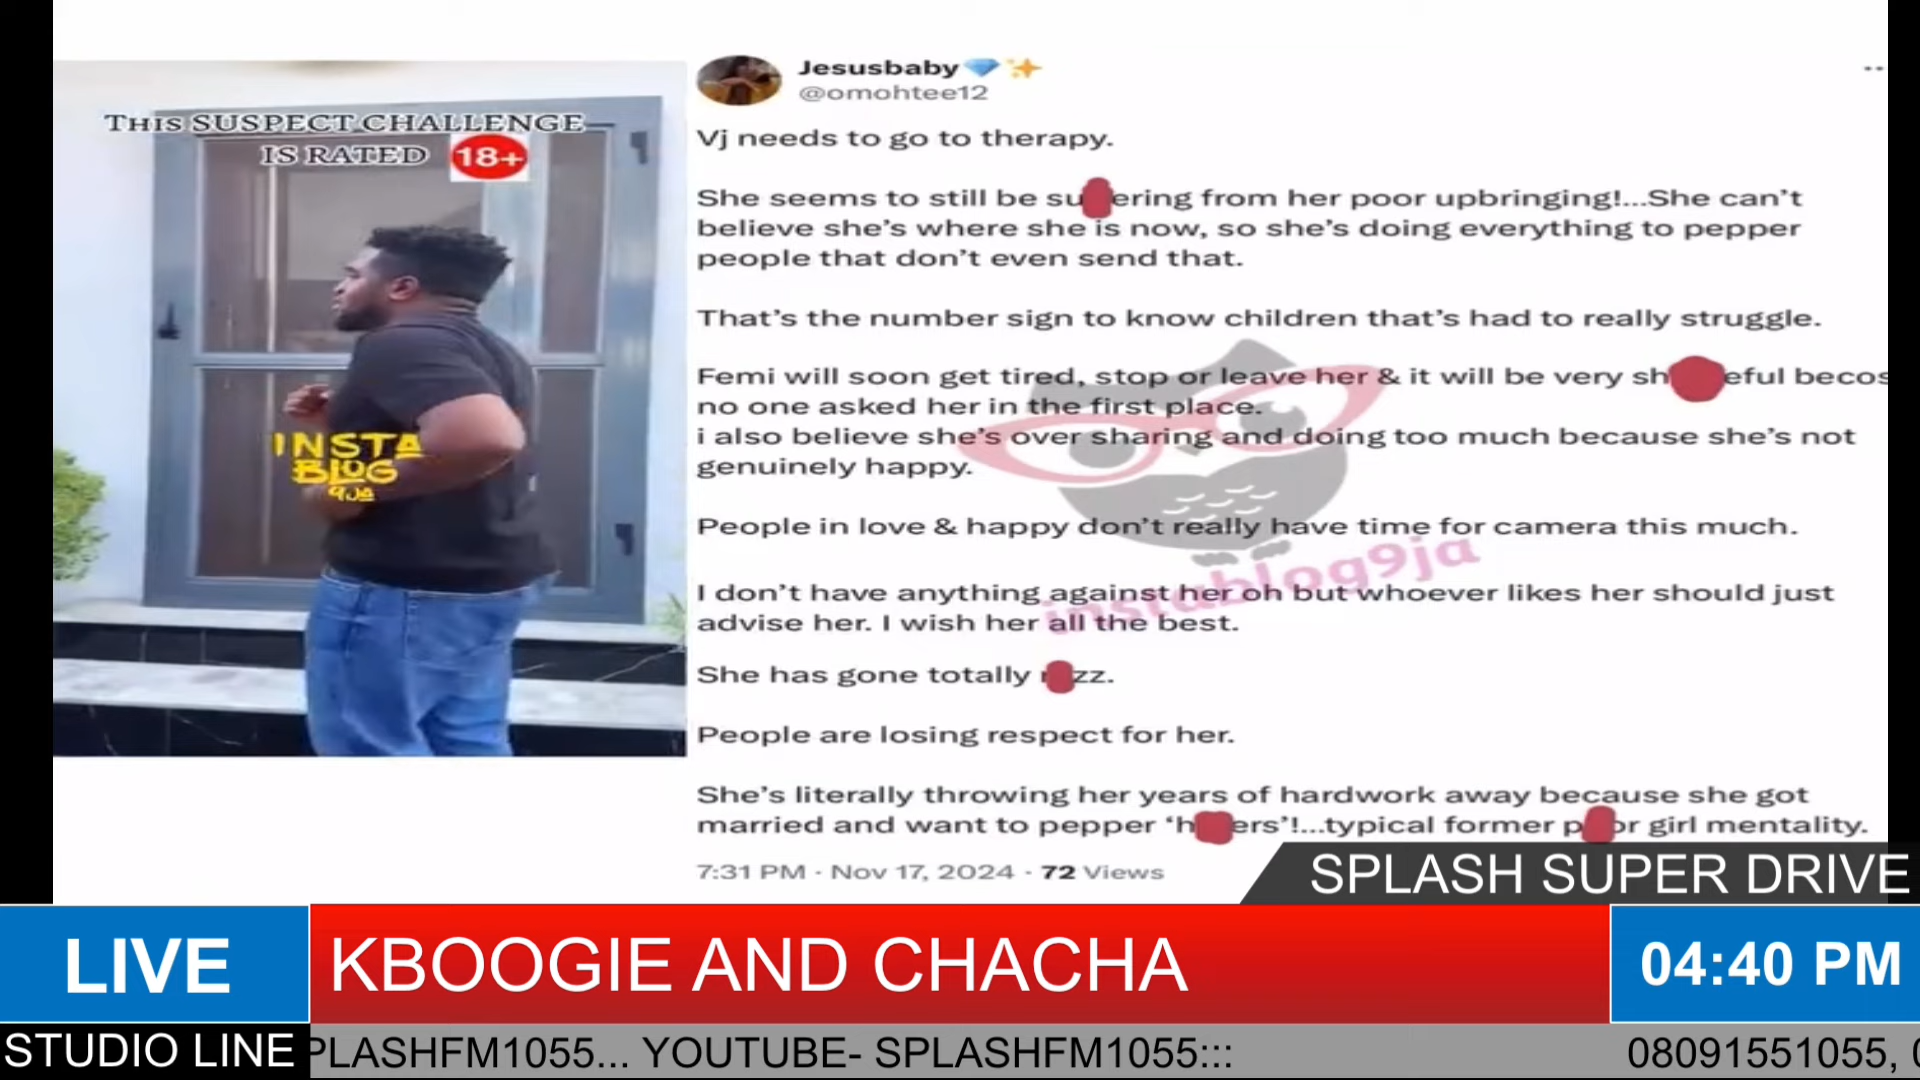 THIS SUSPECT CHALLENGE
IS RATED 18+
INSTA
BLOG
9JA
Jesusbaby
@omohtee12
Vj needs to go to therapy.
She seems to still be su ering from her poor upbringing!...She can't
believe she's where she is now, so she's doing everything to pepper
people that don't even send that.
That's the number sign to know children that's had to really struggle.
Femi will soon get tired, stop or leave her & it will be very sh eful becos
no one asked her in the first place.
i also believe she's over sharing and doing too much because she's not
genuinely happy.
People in love & happy don't really have time for camera this much.
I don't have anything against her oh but whoever likes her should just
advise her. I wish her all the best.
She has gone totally zz.
People are losing respect for her.
She's literally throwing her years of hardwork away because she got
married and want to pepper 'h ers'!...typical former p or girl mentality.
7:31 PM · Nov 17, 2024 · 72 Views
instablog9ja
SPLASH SUPER DRIVE
LIVE
KBOOGIE AND CHACHA
04:40 PM
STUDIO LINE
PLASHFM1055... YOUTUBE- SPLASHFM1055:::
08091551055,